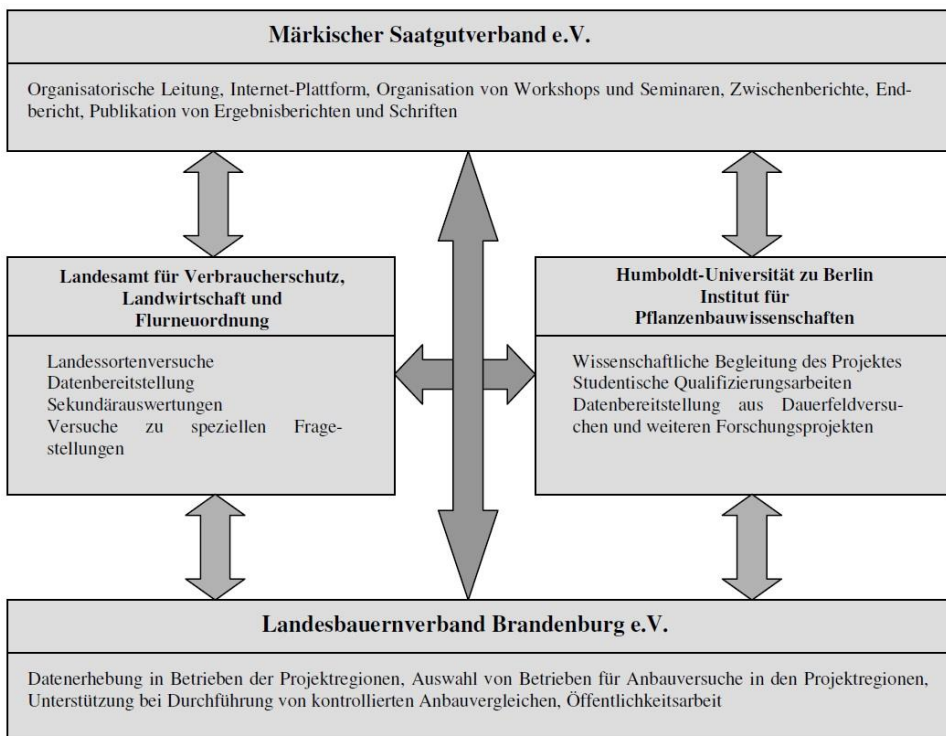 Märkischer Saatgutverband e.V.
Organisatorische Leitung, Internet-Plattform, Organisation von Workshops und Seminaren, Zwischenberichte, End-
bericht, Publikation von Ergebnisberichten und Schriften
Landesamt für Verbraucherschutz,
Landwirtschaft und
Flurneuordnung
Landessortenversuche
Datenbereitstellung
Sekundärauswertungen
Versuche zu speziellen Frage-
stellungen
Humboldt-Universität zu Berlin
Institut für
Pflanzenbauwissenschaften
Wissenschaftliche Begleitung des Projektes
Studentische Qualifizierungsarbeiten
Datenbereitstellung aus Dauerfeldversu-
chen und weiteren Forschungsprojekten
Landesbauernverband Brandenburg e.V.
Datenerhebung in Betrieben der Projektregionen, Auswahl von Betrieben für Anbauversuche in den Projektregionen,
Unterstützung bei Durchführung von kontrollierten Anbauvergleichen, Öffentlichkeitsarbeit